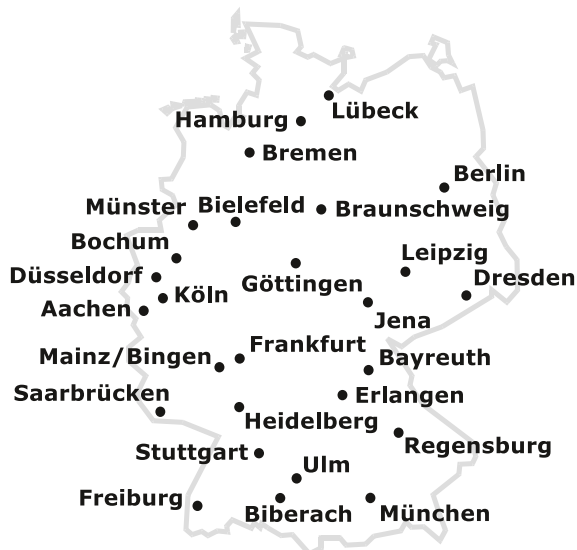 Lübeck
Hamburg
Bremen
Berlin
Münster
Bielefeld
Braunschweig
Bochum
Leipzig
Düsseldorf
Göttingen
Dresden
Köln
Aachen
Jena
Frankfurt
Mainz/Bingen
Bayreuth
Saarbrücken
Erlangen
Heidelberg
Regensburg
Stuttgart
Ulm
Freiburg
Biberach
München